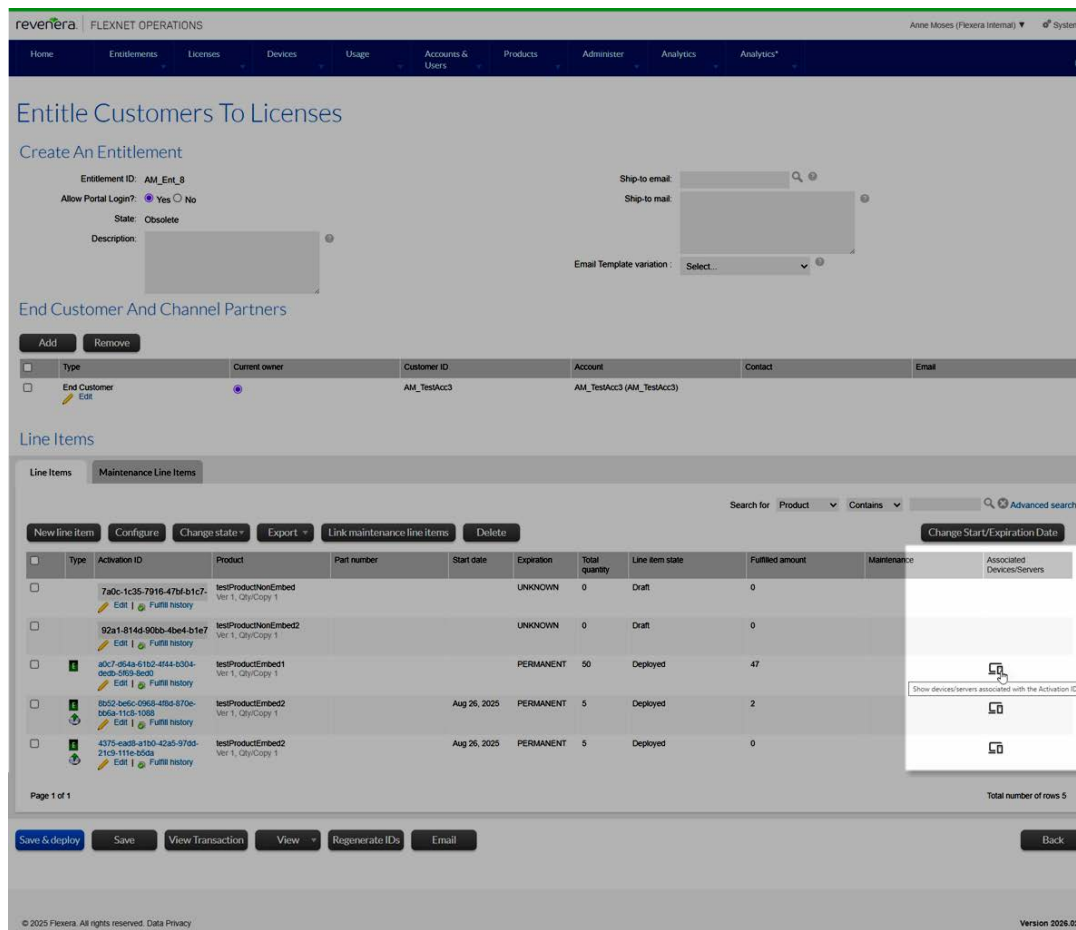 revenera. FLEXNET OPERATIONS
Anne Moses (Flexera Internal) ▼ System
Home Entitlements Licenses Devices Usage Accounts & Users Products Administer Analytics Analytics*
Entitle Customers To Licenses
Create An Entitlement
Entitlement ID: AM_Ent_8
Allow Portal Login?: Yes No
State: Obsolete
Description:
Ship-to email:
Ship-to mail:
Email Template variation : Select...
End Customer And Channel Partners
Add Remove
Type Current owner Customer ID Account Contact Email
End Customer AM_TestAcc3 AM_TestAcc3 (AM_TestAcc3)
Edit
Line Items
Line Items Maintenance Line Items
Search for Product Contains Advanced search
New line item Configure Change state Export Link maintenance line items Delete Change Start/Expiration Date
Type Activation ID Product Part number Start date Expiration Total quantity Line item state Fulfilled amount Maintenance Associated Devices/Servers
7a0c-1c35-7916-47bf-b1c7- testProductNonEmbed UNKNOWN 0 Draft 0
Ver 1, Qty/Copy 1
Edit | Fulfill history
92a1-814d-90bb-4be4-b1e7 testProductNonEmbed2 UNKNOWN 0 Draft 0
Ver 1, Qty/Copy 1
Edit | Fulfill history
a0c7-d64a-61b2-4f44-b304- testProductEmbed1 PERMANENT 50 Deployed 47
dedb-5f69-8ed0 Ver 1, Qty/Copy 1
Edit | Fulfill history
Show devices/servers associated with the Activation ID
8b52-be6c-0968-4f8d-870e- testProductEmbed2 Aug 26, 2025 PERMANENT 5 Deployed 2
bb6a-11c8-1088 Ver 1, Qty/Copy 1
Edit | Fulfill history
4375-ead8-a1b0-42a5-97dd- testProductEmbed2 Aug 26, 2025 PERMANENT 5 Deployed 0
21c9-111e-b5da Ver 1, Qty/Copy 1
Edit | Fulfill history
Page 1 of 1 Total number of rows 5
Save & deploy Save View Transaction View Regenerate IDs Email Back
© 2025 Flexera. All rights reserved. Data Privacy Version 2026.02